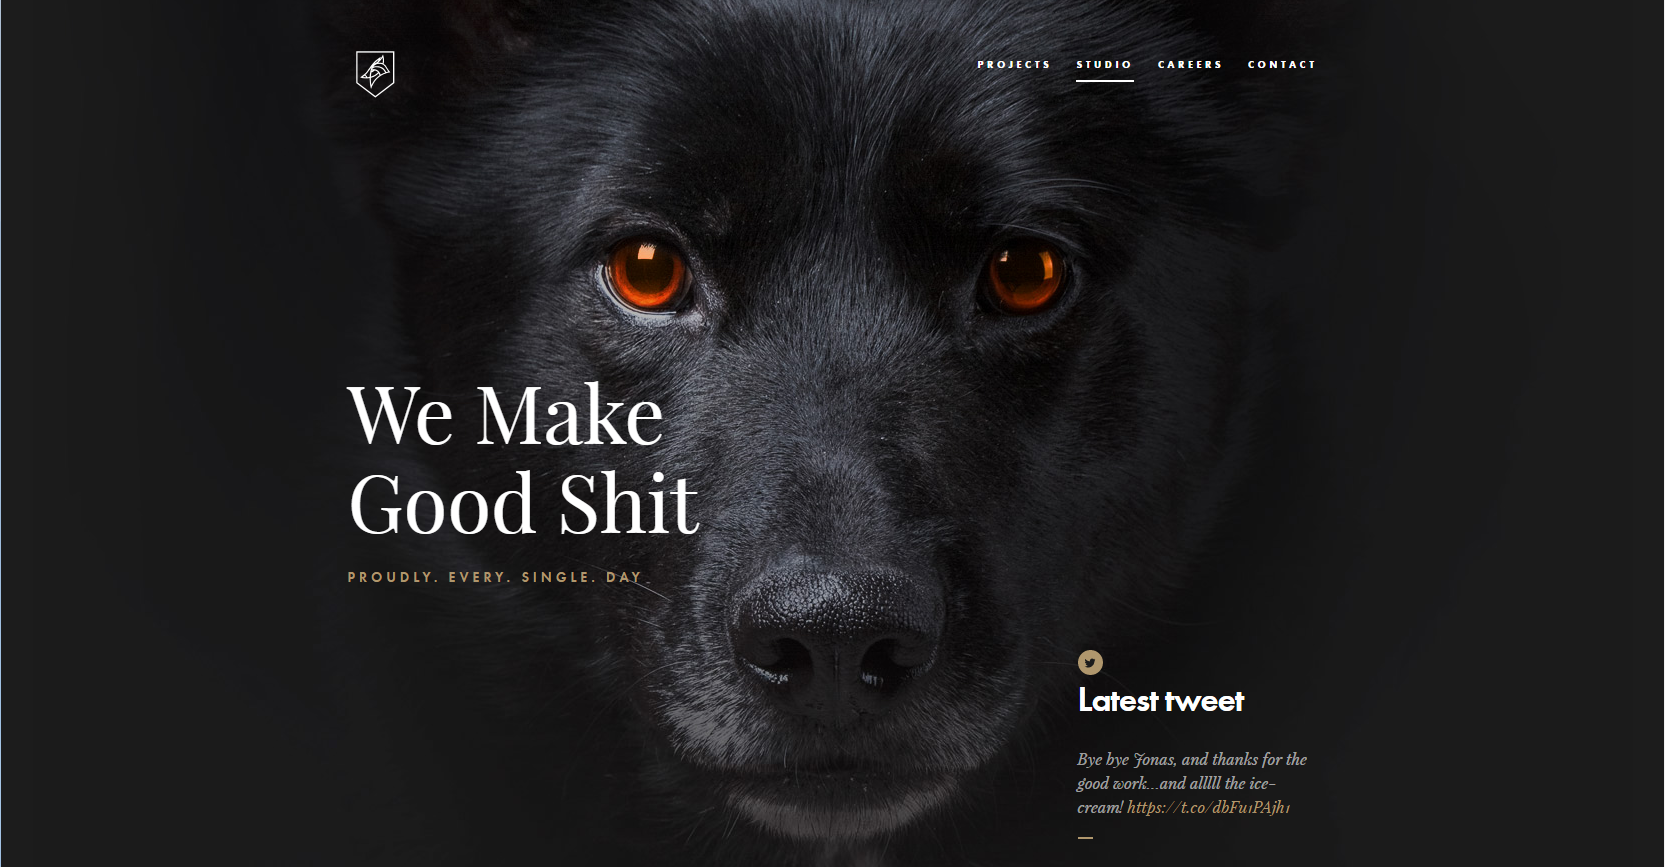 PROJECTS STUDIO CAREERS CONTACT
We Make
Good Shit
PROUDLY. EVERY. SINGLE. DAY_
Latest tweet
Bye bye Jonas, and thanks for the
good work...and alllll the ice-
cream! https://t.co/dbFu1PAjh1